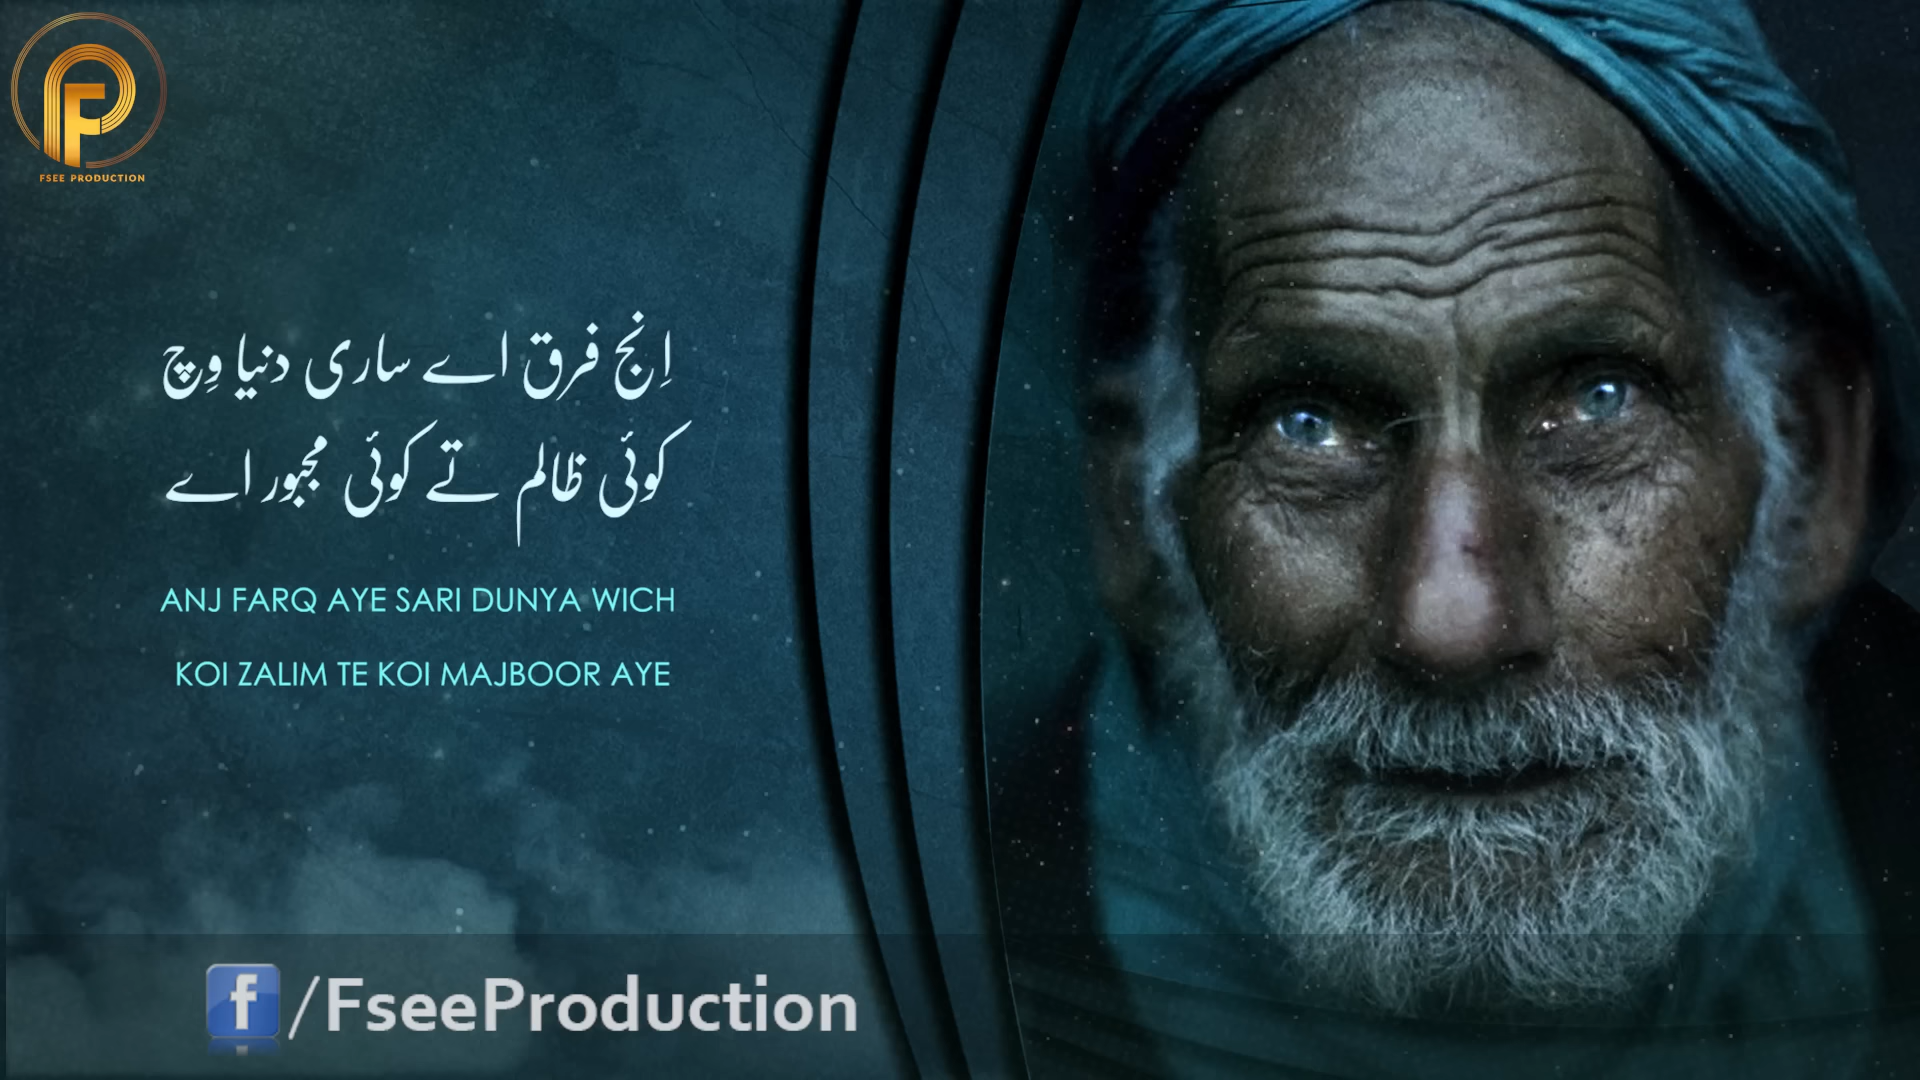 FSEE PRODUCTION
اِنج فرق اے ساری دنیا وِچ
کوئی ظالم تے کوئی مجبور اے
ANJ FARQ AYE SARI DUNYA WICH
KOI ZALIM TE KOI MAJBOOR AYE
f/FseeProduction